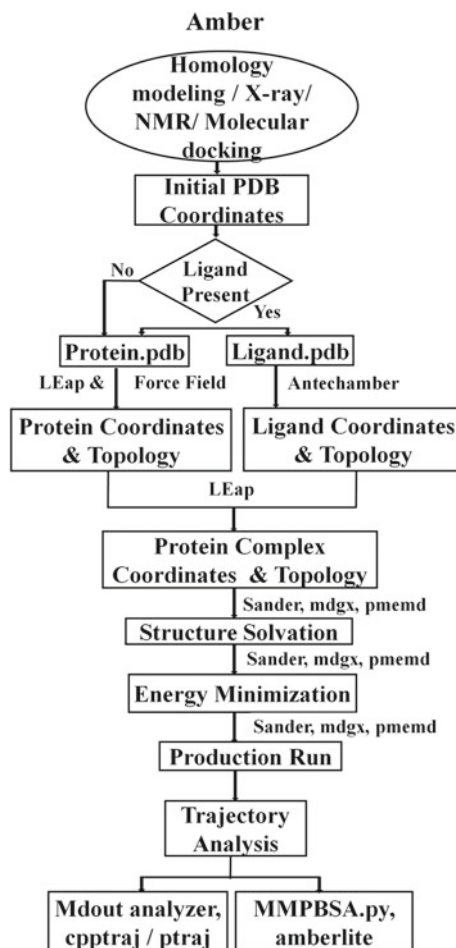 Amber
Homology
modeling / X-ray/
NMR/ Molecular
docking
Initial PDB
Coordinates
No
Ligand
Present
Yes
Protein.pdb
Ligand.pdb
LEap & Force Field
Antechamber
Protein Coordinates
& Topology
Ligand Coordinates
& Topology
LEap
Protein Complex
Coordinates & Topology
Sander, mdgx, pmemd
Structure Solvation
Sander, mdgx, pmemd
Energy Minimization
Sander, mdgx, pmemd
Production Run
Trajectory
Analysis
Mdout analyzer,
cpptraj / ptraj
MMPBSA.py,
amberlite